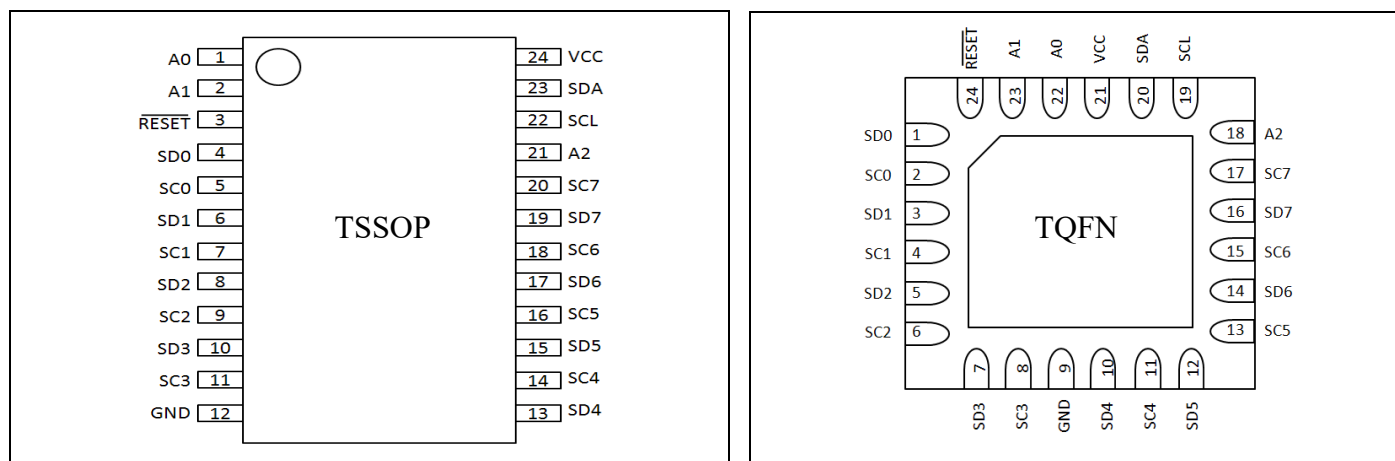 A0 1
A1 2
RESET 3
SD0 4
SC0 5
SD1 6
SC1 7
SD2 8
SC2 9
SD3 10
SC3 11
GND 12
TSSOP
24 VCC
23 SDA
22 SCL
21 A2
20 SC7
19 SD7
18 SC6
17 SD6
16 SC5
15 SD5
14 SC4
13 SD4
RESET A1 A0 VCC SDA SCL
24 23 22 21 20 19
SD0 1
SC0 2
SD1 3
SC1 4
SD2 5
SC2 6
TQFN
18 A2
17 SC7
16 SD7
15 SC6
14 SD6
13 SC5
7 8 9 10 11 12
SD3 SC3 GND SD4 SC4 SD5